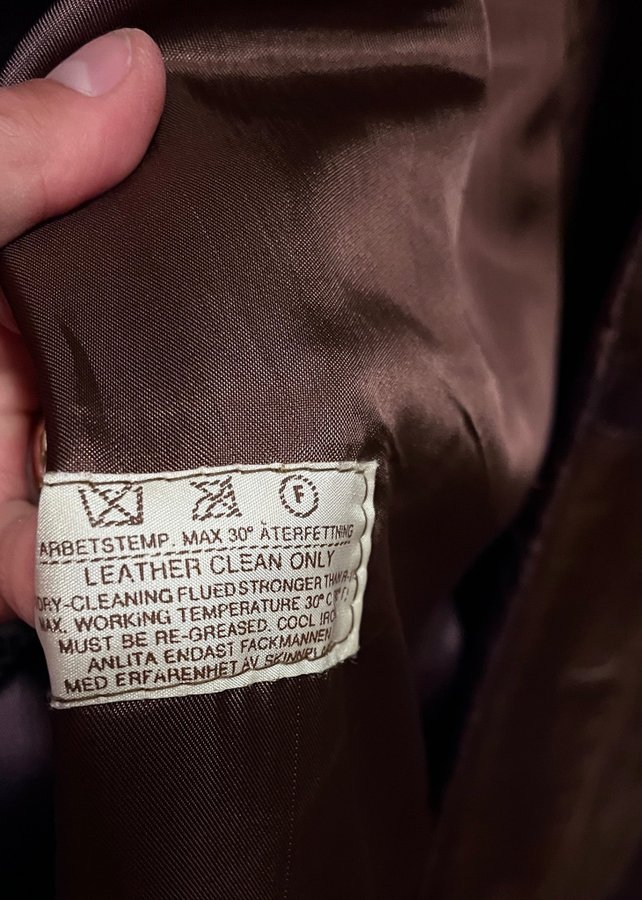 F
ARBETSTEMP. MAX 30° ÅTERFETTNING
LEATHER CLEAN ONLY
DRY-CLEANING FLUED STRONGER THAN
MAX. WORKING TEMPERATURE 30° C
MUST BE RE-GREASED. COOL IRON
ANLITA ENDAST FACKMANNEN
MED ERFARENHET AV